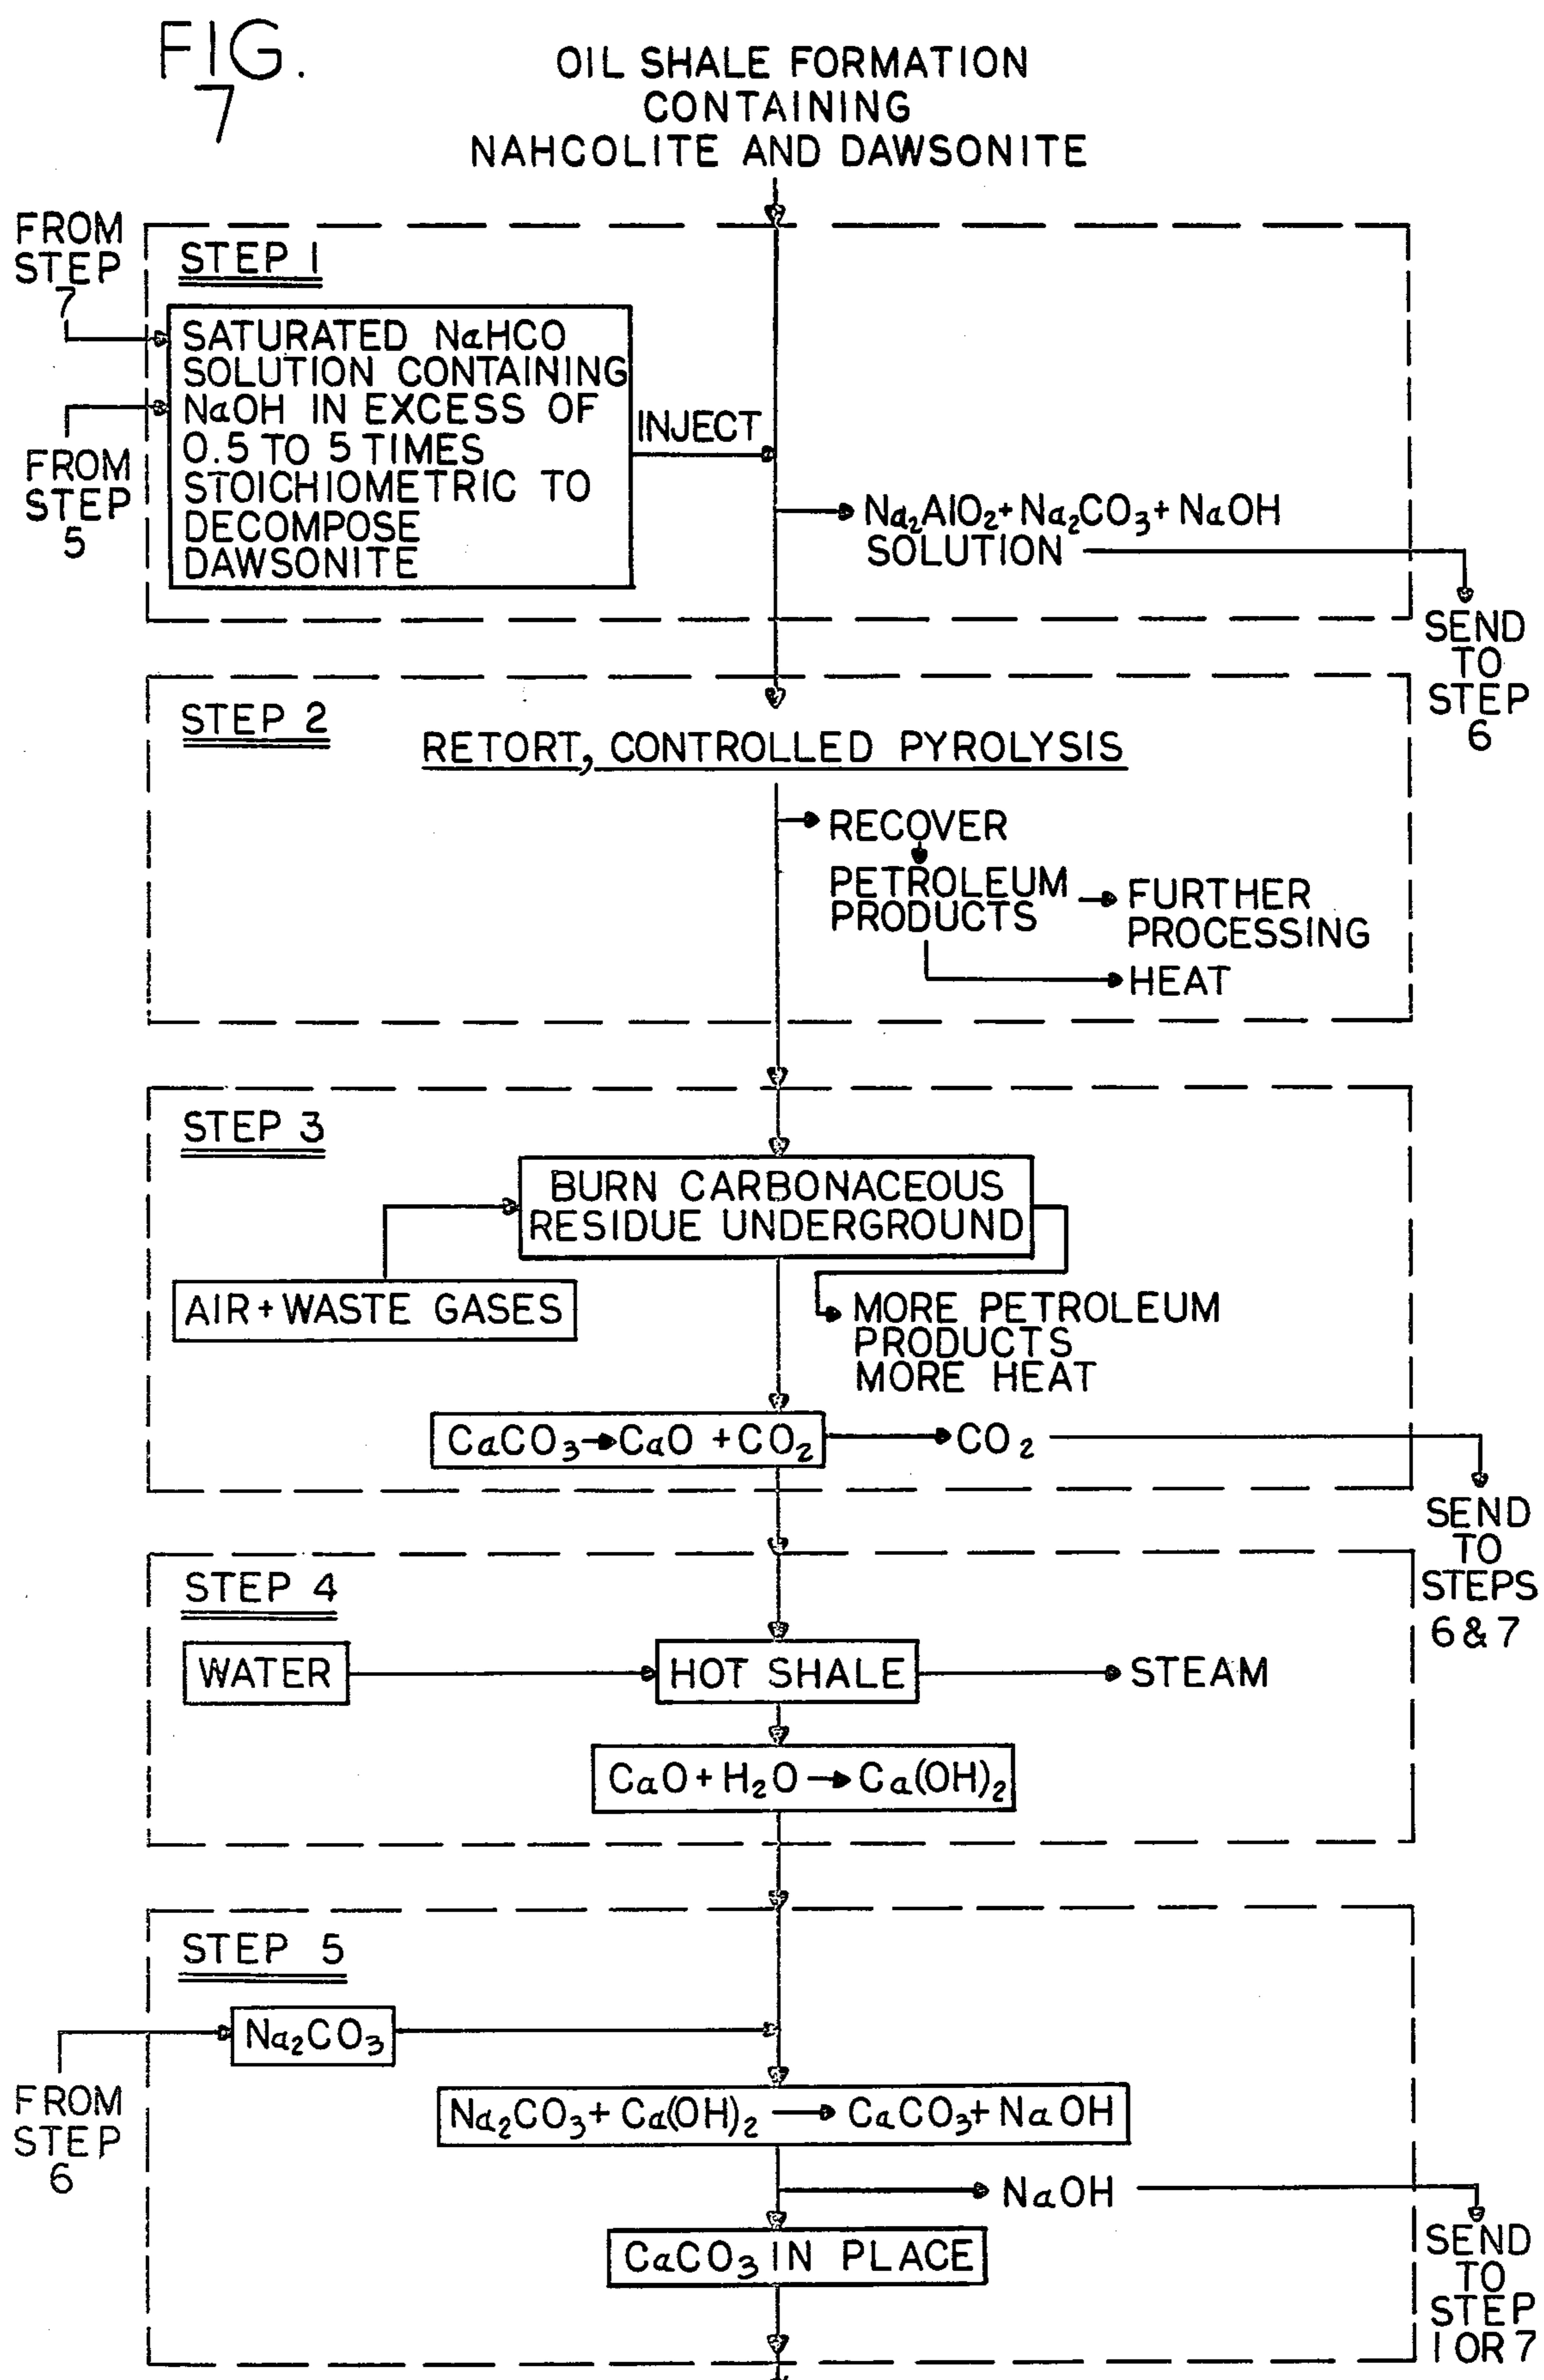 FIG.
7
OIL SHALE FORMATION
CONTAINING
NAHCOLITE AND DAWSONITE
FROM
STEP
7
STEP 1
SATURATED NaHCO
SOLUTION CONTAINING
NaOH IN EXCESS OF
0.5 TO 5 TIMES
STOICHIOMETRIC TO
DECOMPOSE
DAWSONITE
FROM
STEP
5
INJECT
Na₂AlO₂+Na₂CO₃+NaOH
SOLUTION
SEND
TO
STEP
6
STEP 2
RETORT, CONTROLLED PYROLYSIS
RECOVER
PETROLEUM
PRODUCTS
FURTHER
PROCESSING
HEAT
STEP 3
BURN CARBONACEOUS
RESIDUE UNDERGROUND
AIR+WASTE GASES
MORE PETROLEUM
PRODUCTS
MORE HEAT
CaCO₃→CaO +CO₂
CO₂
SEND
TO
STEPS
6&7
STEP 4
WATER
HOT SHALE
STEAM
CaO+H₂O→Ca(OH)₂
STEP 5
Na₂CO₃
FROM
STEP
6
Na₂CO₃+Ca(OH)₂→CaCO₃+NaOH
NaOH
CaCO₃ IN PLACE
SEND
TO
STEP
1 OR 7